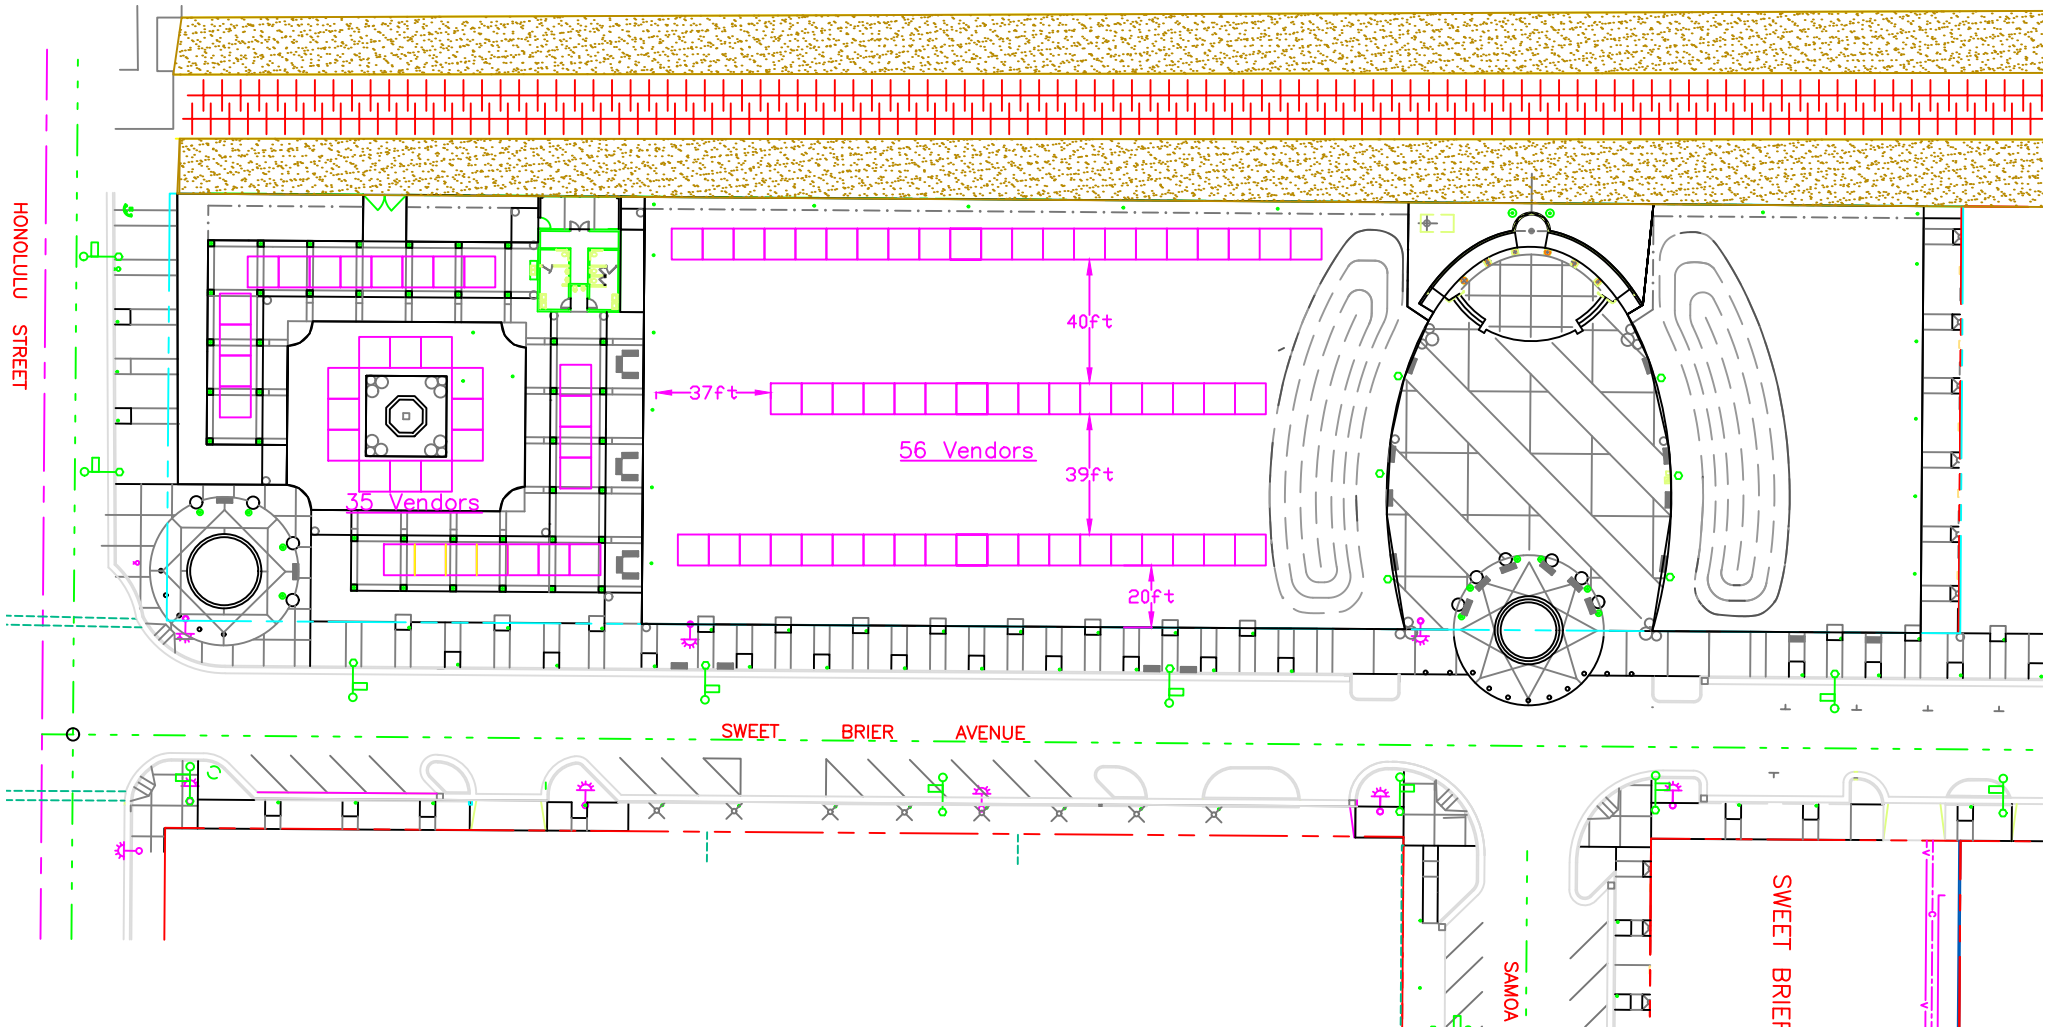 HONOLULU STREET
40ft
37ft
56 Vendors
39ft
35 Vendors
20ft
SWEET BRIER AVENUE
SWEET BRIER
SAMOA
V
C
V